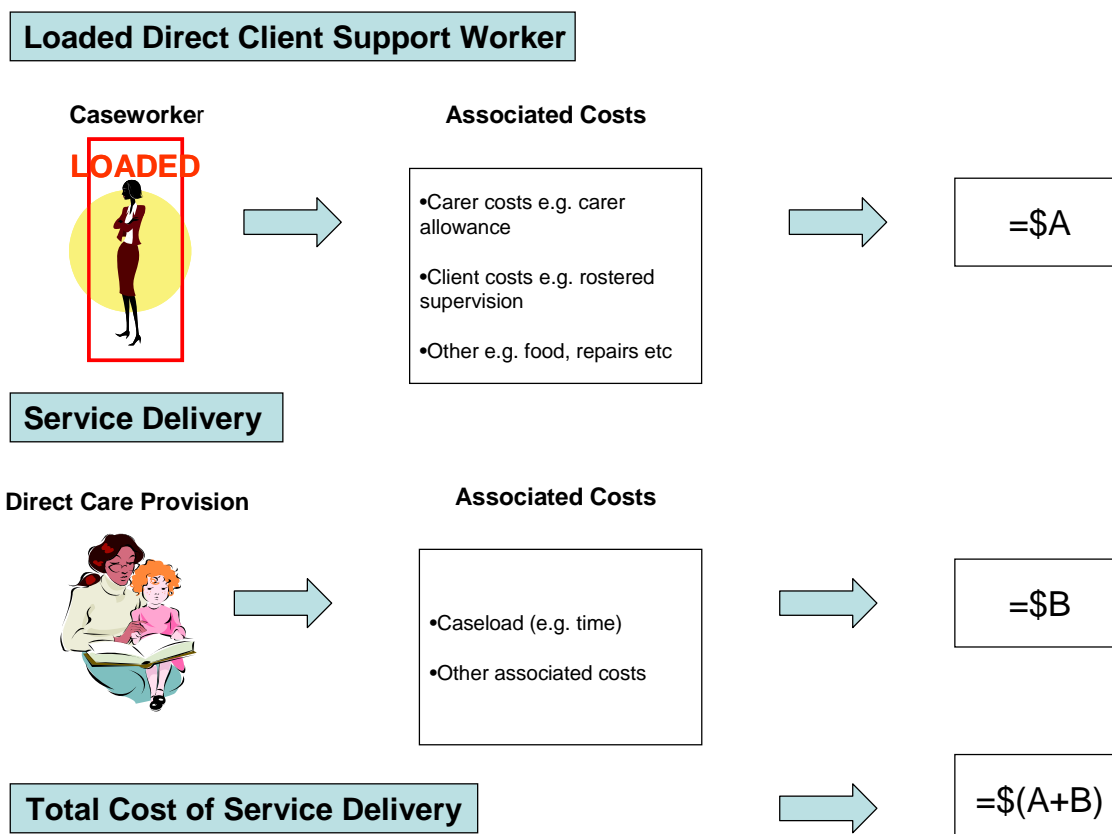 Loaded Direct Client Support Worker
Caseworker
Associated Costs
LOADED
•Carer costs e.g. carer
allowance
•Client costs e.g. rostered
supervision
•Other e.g. food, repairs etc
=$A
Service Delivery
Direct Care Provision
Associated Costs
•Caseload (e.g. time)
•Other associated costs
=$B
Total Cost of Service Delivery
=$(A+B)